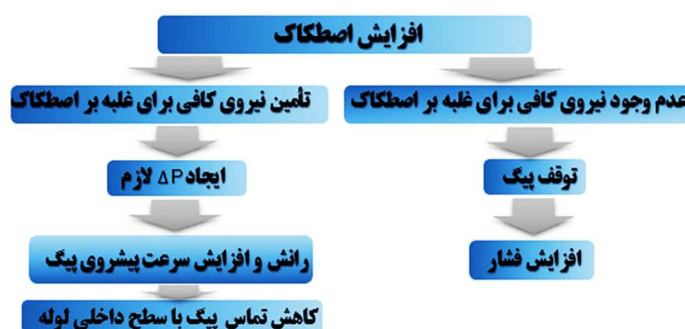 افزایش اصطکاک
عدم وجود نیروی کافی برای غلبه بر اصطکاک
تأمین نیروی کافی برای غلبه بر اصطکاک
توقف پیگ
ایجاد ΔP لازم
افزایش فشار
رانش و افزایش سرعت پیشروی پیگ
کاهش تماس پیگ با سطح داخلی لوله